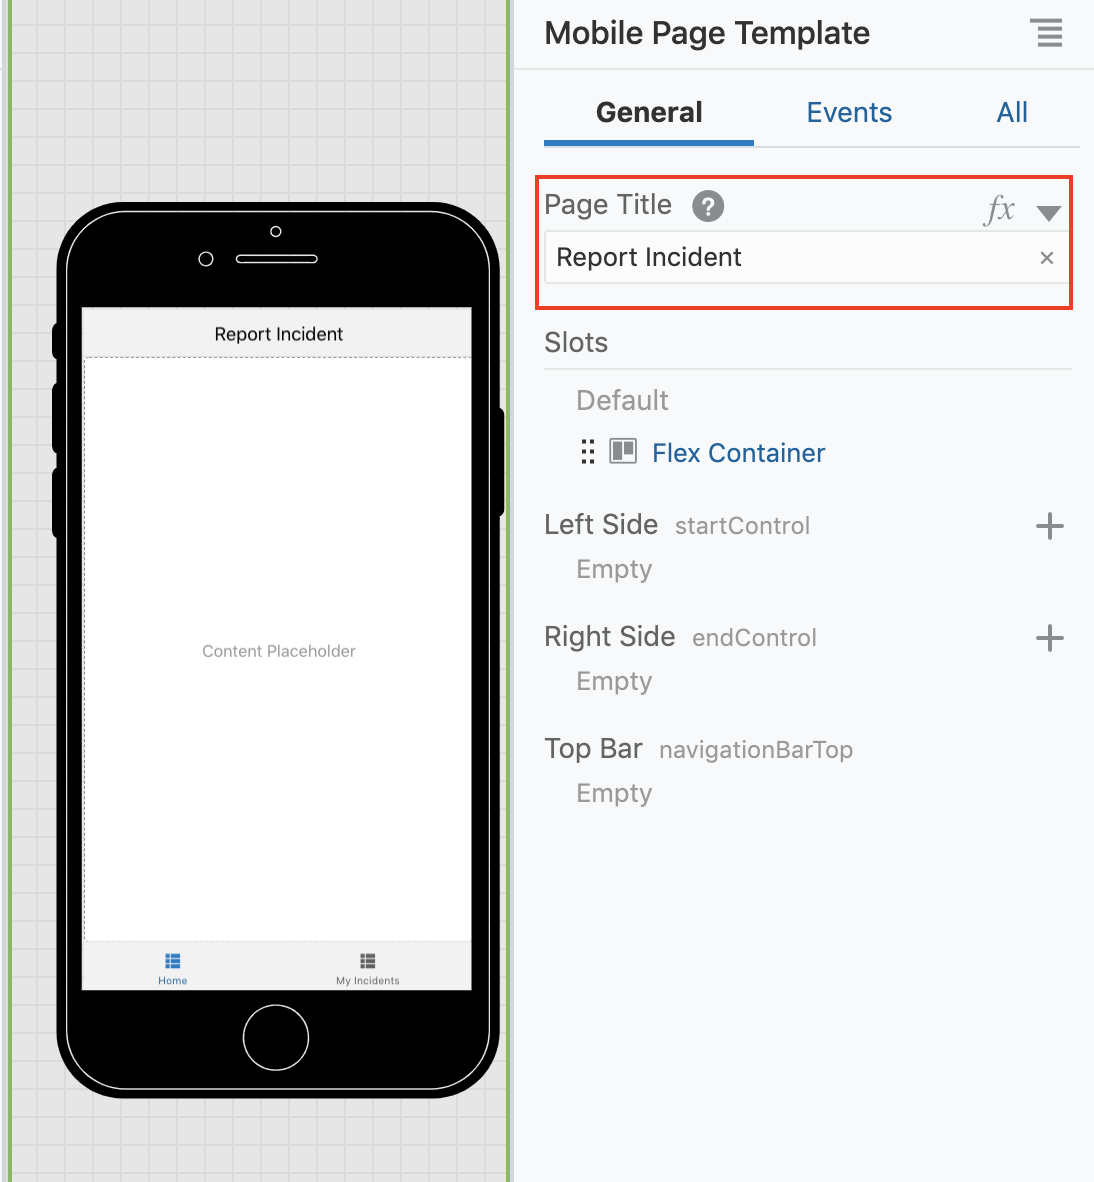 Report Incident
Content Placeholder
Home
My Incidents
Mobile Page Template
General Events All
Page Title ? fx
Report Incident ×
Slots
Default
Flex Container
Left Side startControl +
Empty
Right Side endControl +
Empty
Top Bar navigationBarTop
Empty